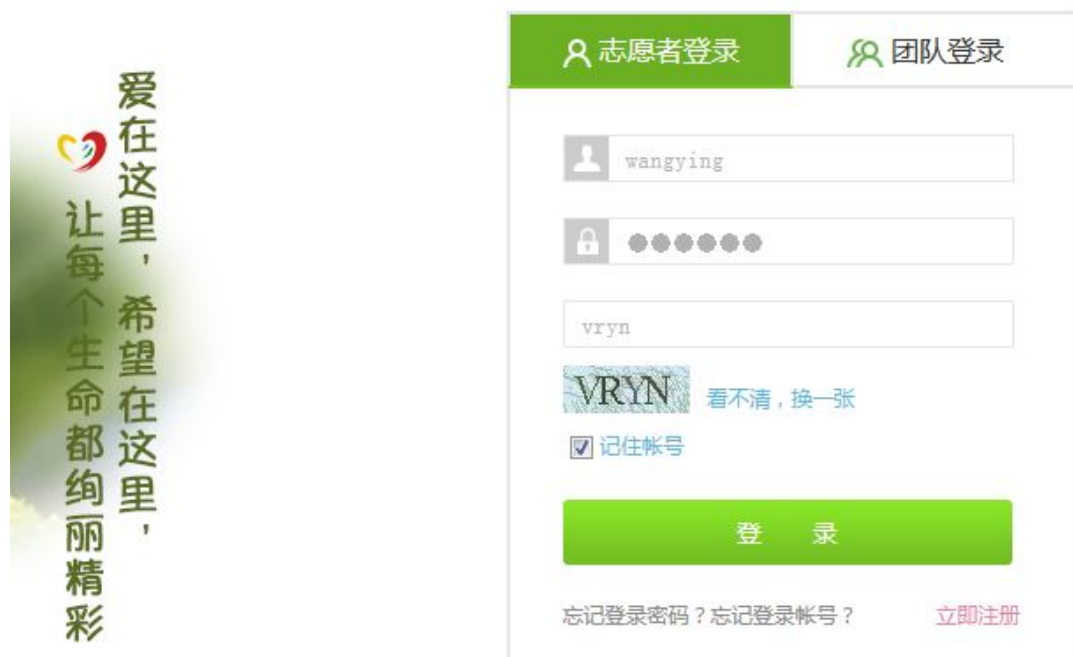 爱在这里，希望在这里，
让每个生命都绚丽精彩
志愿者登录
团队登录
wangying
●●●●●●
vryn
VRYN
看不清，换一张
记住帐号
登 录
忘记登录密码？忘记登录帐号？
立即注册